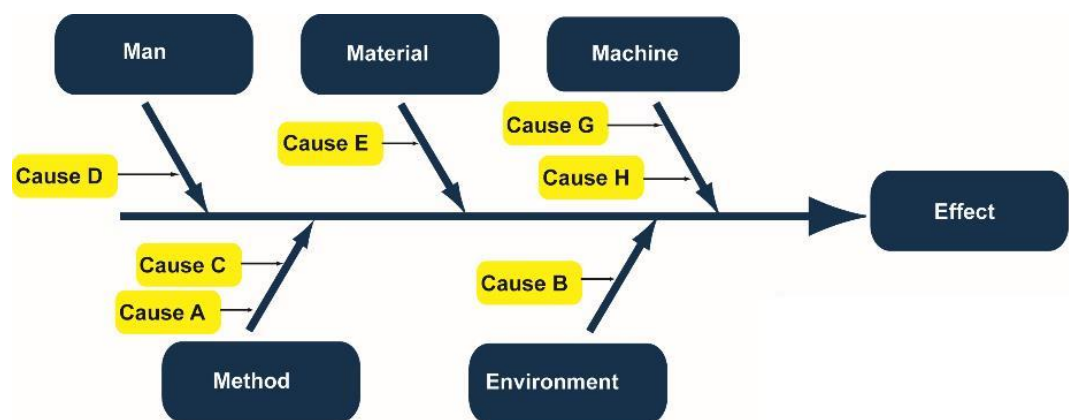 Man
Material
Machine
Cause G
Cause E
Cause D
Cause H
Effect
Cause C
Cause B
Cause A
Method
Environment